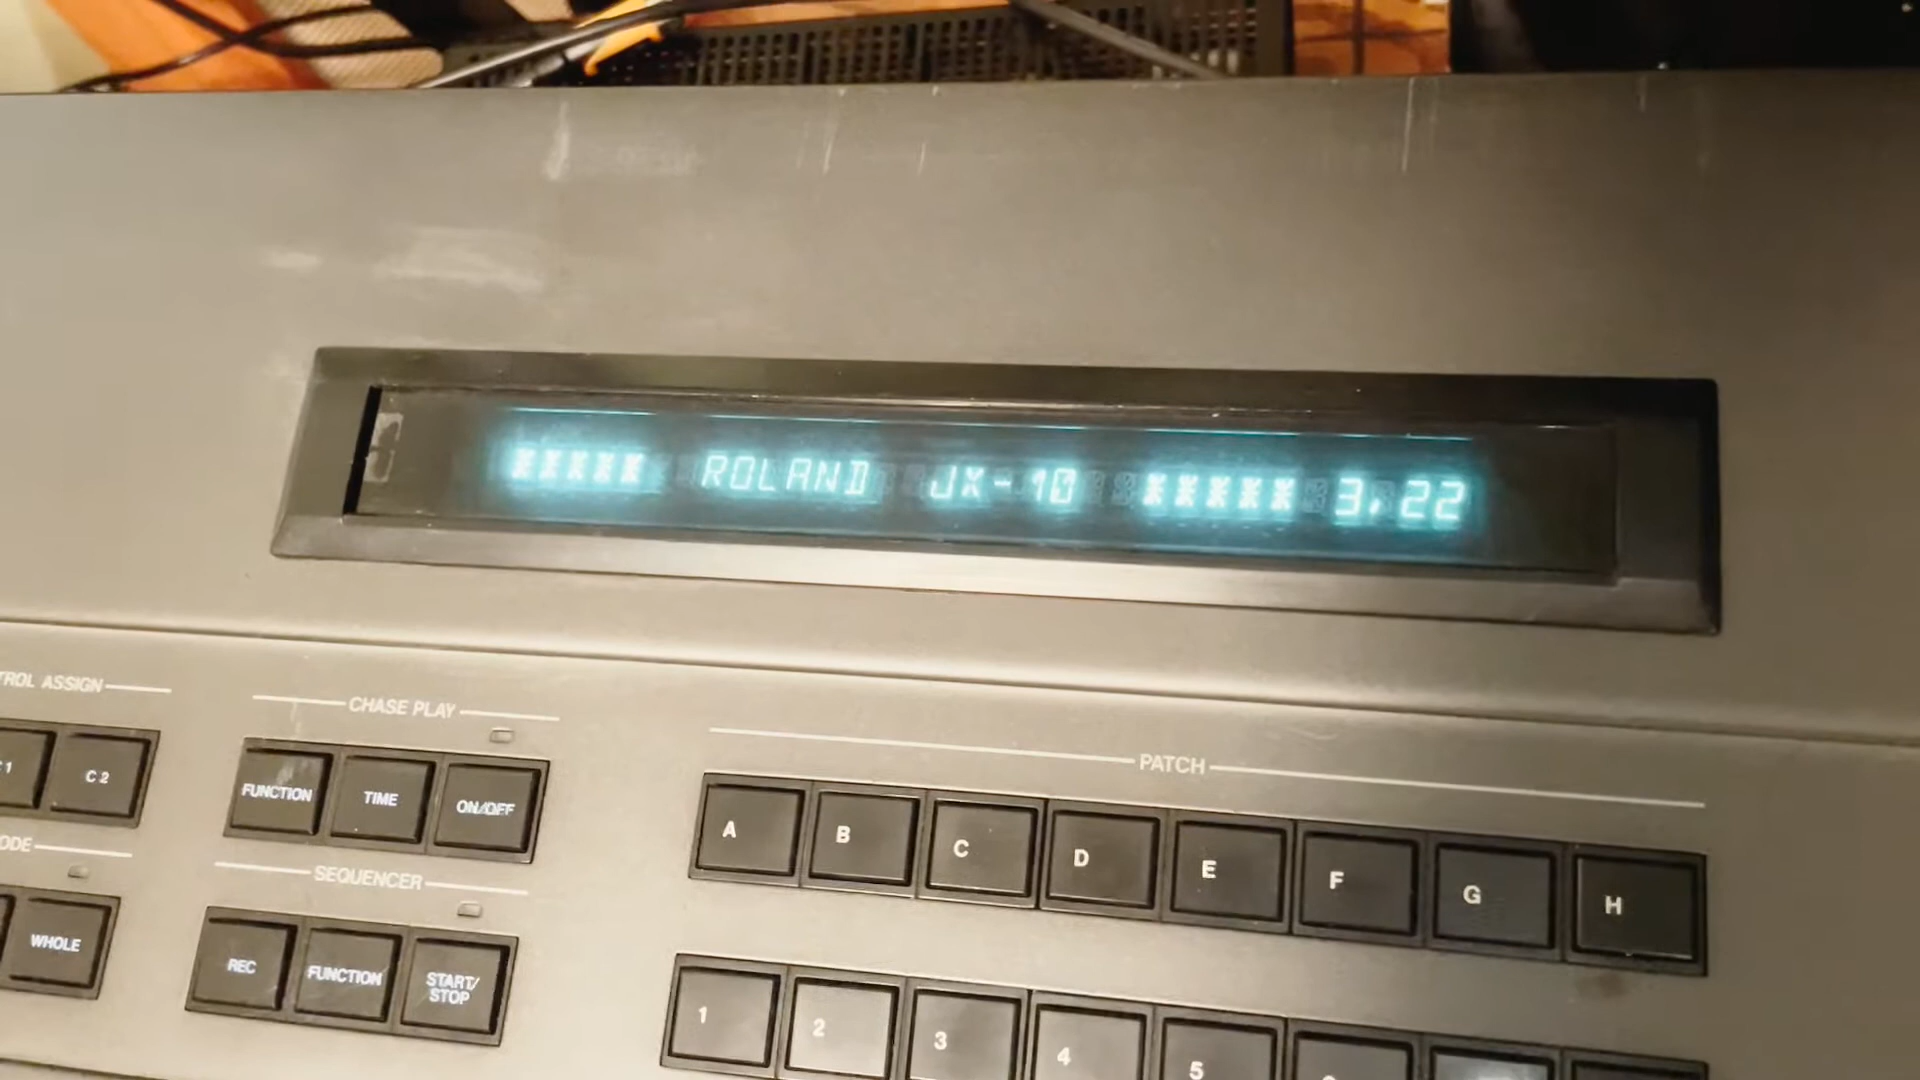 ***** ROLAND JX-10 ***** 3.22
TROL ASSIGN
CHASE PLAY
PATCH
C 2
FUNCTION
TIME
ON/OFF
A
B
C
D
E
F
G
H
ODE
SEQUENCER
WHOLE
REC
FUNCTION
START/
STOP
1
2
3
4
5